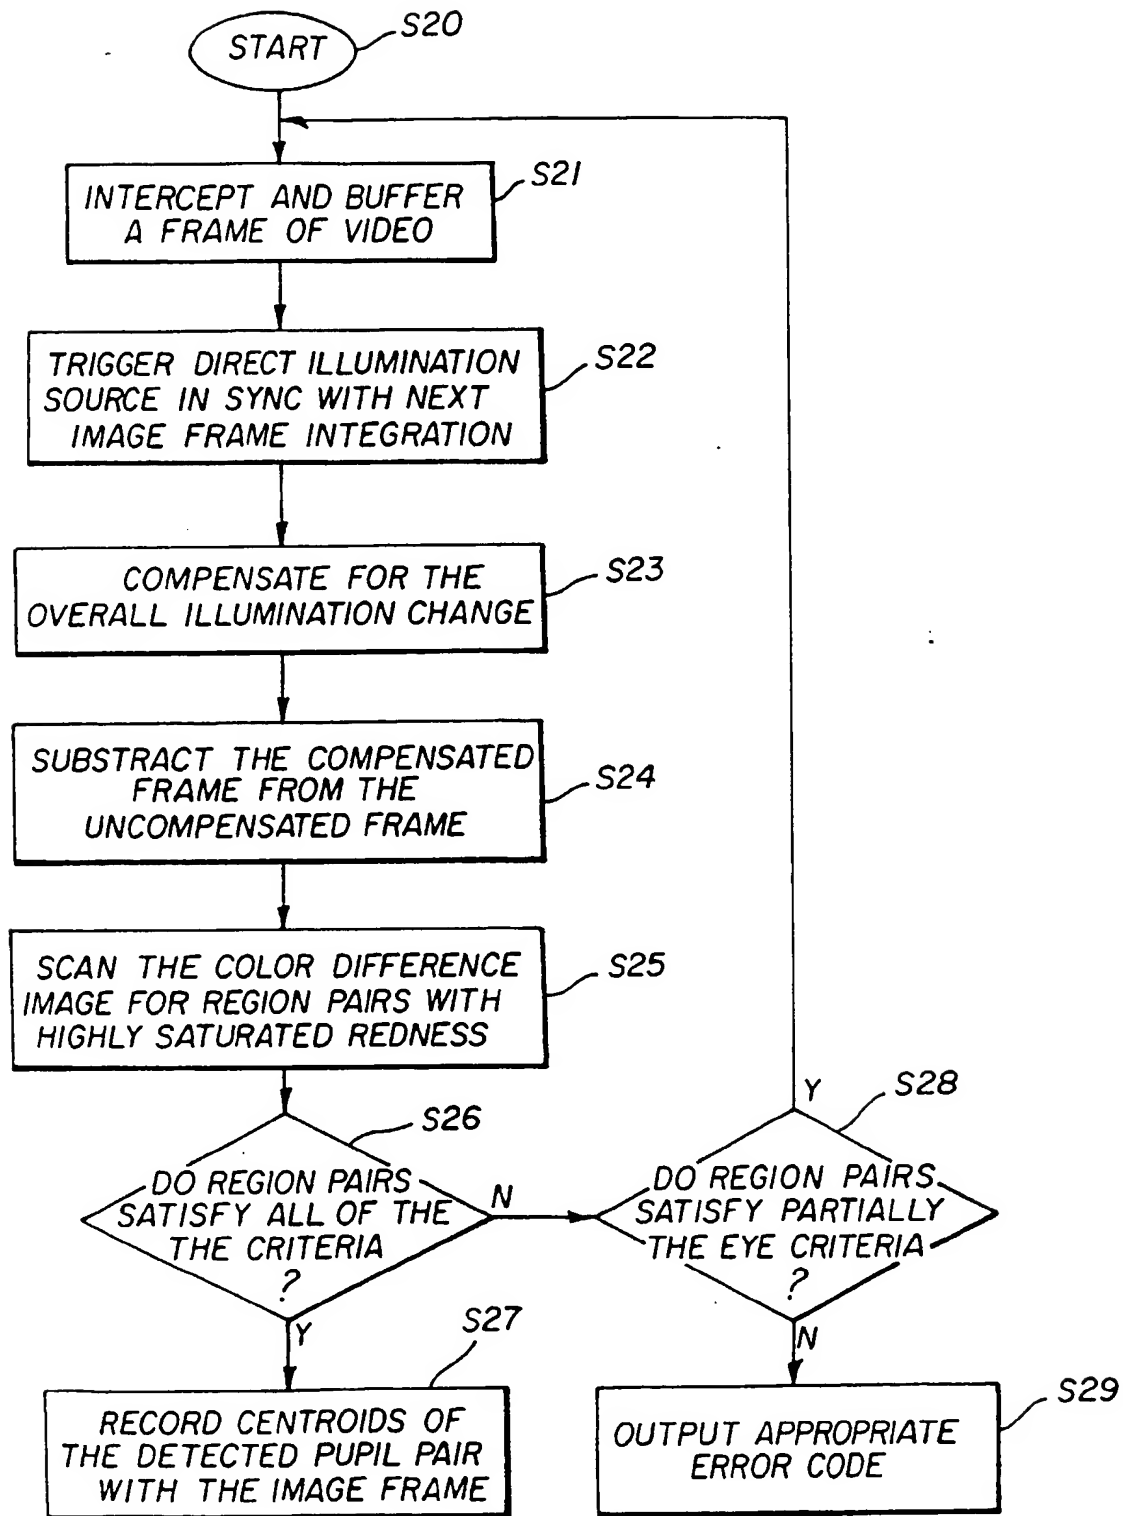 START
S20
INTERCEPT AND BUFFER
A FRAME OF VIDEO
S21
TRIGGER DIRECT ILLUMINATION
SOURCE IN SYNC WITH NEXT
IMAGE FRAME INTEGRATION
S22
COMPENSATE FOR THE
OVERALL ILLUMINATION CHANGE
S23
SUBSTRACT THE COMPENSATED
FRAME FROM THE
UNCOMPENSATED FRAME
S24
SCAN THE COLOR DIFFERENCE
IMAGE FOR REGION PAIRS WITH
HIGHLY SATURATED REDNESS
S25
DO REGION PAIRS
SATISFY ALL OF THE
THE CRITERIA
?
S26
N
Y
DO REGION PAIRS
SATISFY PARTIALLY
THE EYE CRITERIA
?
S28
Y
N
RECORD CENTROIDS OF
THE DETECTED PUPIL PAIR
WITH THE IMAGE FRAME
S27
OUTPUT APPROPRIATE
ERROR CODE
S29